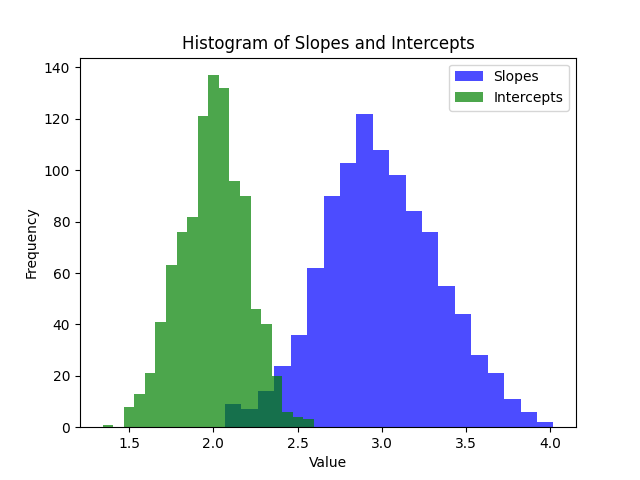 Histogram of Slopes and Intercepts
Slopes
Intercepts
140
120
100
80
60
40
20
0
Frequency
1.5 2.0 2.5 3.0 3.5 4.0
Value